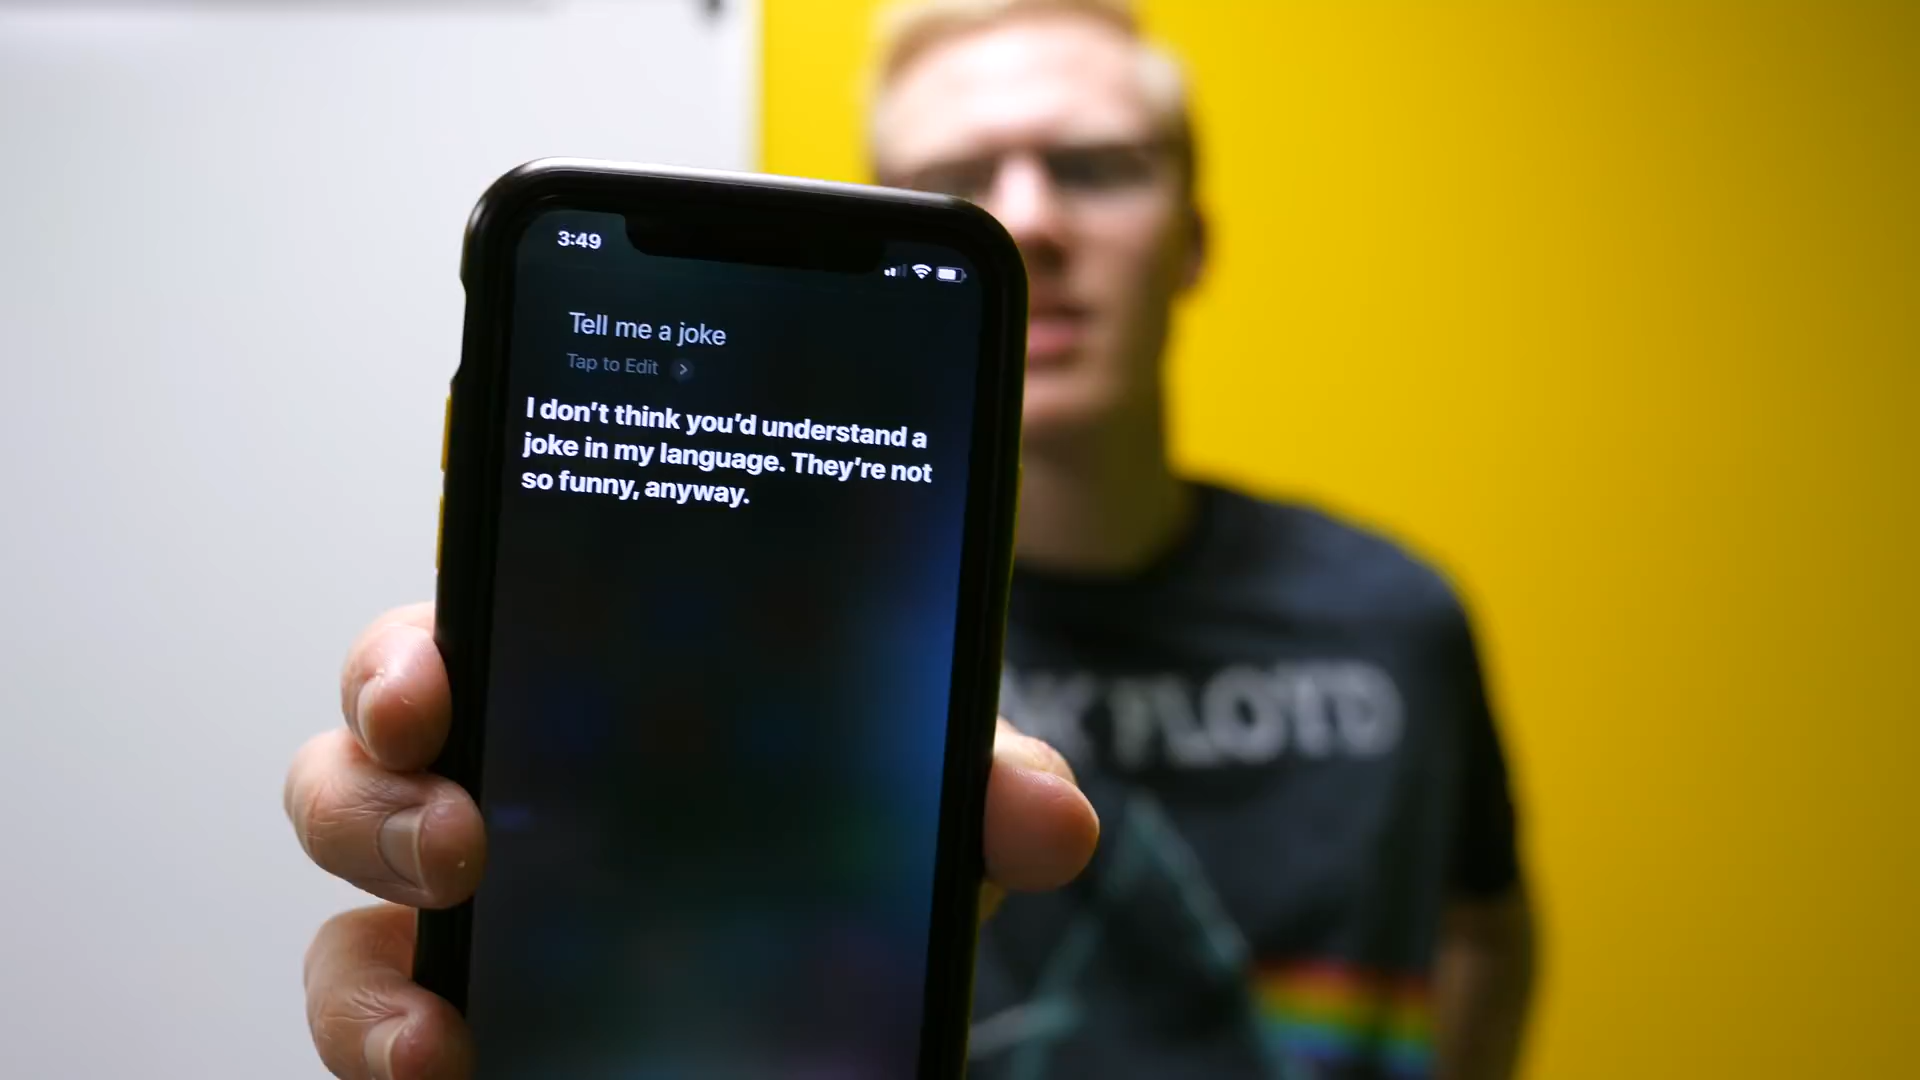 3:49
Tell me a joke
Tap to Edit
I don't think you'd understand a
joke in my language. They're not
so funny, anyway.
FLOYD